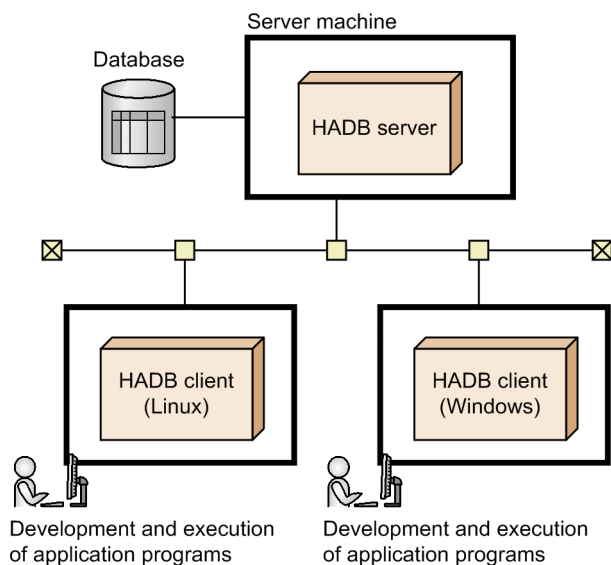 Server machine
Database
HADB server
HADB client
(Linux)
HADB client
(Windows)
Development and execution
of application programs
Development and execution
of application programs